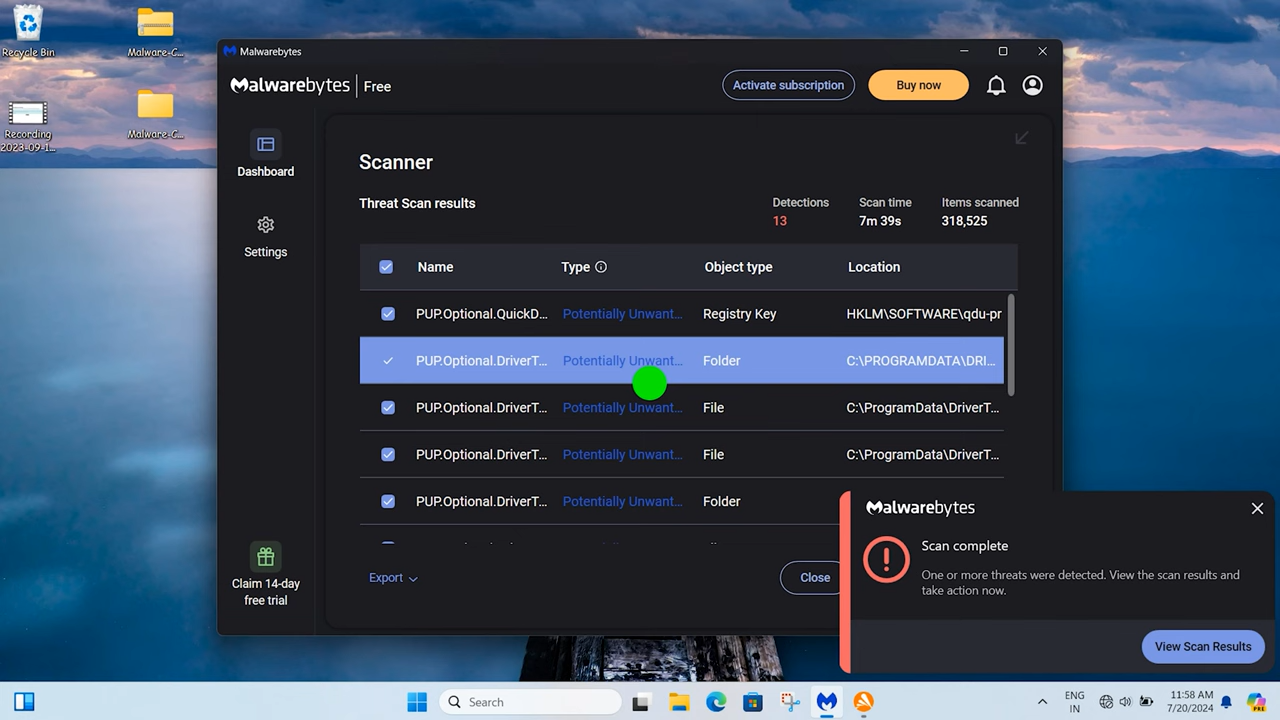 Recycle Bin
Malware-C...
Recording
2023-09-1...
Malware-C...
Malwarebytes
Malwarebytes | Free
Activate subscription
Buy now
Dashboard
Settings
Claim 14-day
free trial
Scanner
Threat Scan results
Detections Scan time Items scanned
13 7m 39s 318,525
Name Type Object type Location
PUP.Optional.QuickD... Potentially Unwant... Registry Key HKLM\SOFTWARE\qdu-pr
PUP.Optional.DriverT... Potentially Unwant... Folder C:\PROGRAMDATA\DRI...
PUP.Optional.DriverT... Potentially Unwant... File C:\ProgramData\DriverT...
PUP.Optional.DriverT... Potentially Unwant... File C:\ProgramData\DriverT...
PUP.Optional.DriverT... Potentially Unwant... Folder
Export
Close
Malwarebytes
Scan complete
One or more threats were detected. View the scan results and
take action now.
View Scan Results
Search
ENG
IN
11:58 AM
7/20/2024
PRE